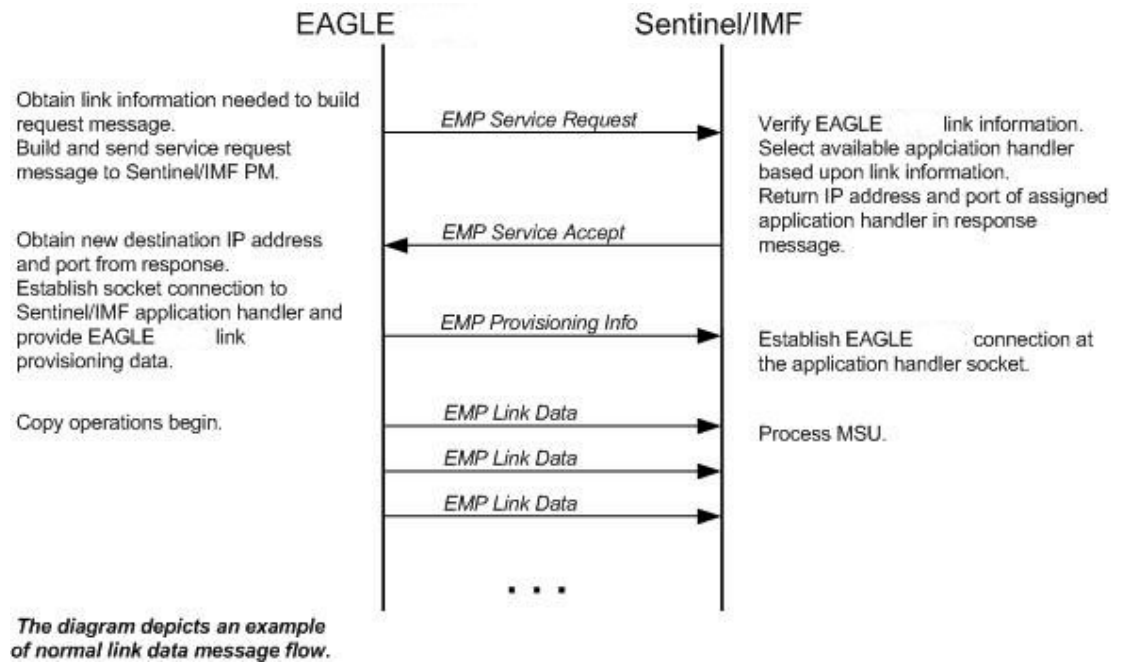 EAGLE
Sentinel/IMF
Obtain link information needed to build
request message.
Build and send service request
message to Sentinel/IMF PM.
EMP Service Request
Verify EAGLE link information.
Select available applciation handler
based upon link information.
Return IP address and port of assigned
application handler in response
message.
EMP Service Accept
Obtain new destination IP address
and port from response.
Establish socket connection to
Sentinel/IMF application handler and
provide EAGLE link
provisioning data.
EMP Provisioning Info
Establish EAGLE connection at
the application handler socket.
Copy operations begin.
EMP Link Data
Process MSU.
EMP Link Data
EMP Link Data
. . .
The diagram depicts an example
of normal link data message flow.